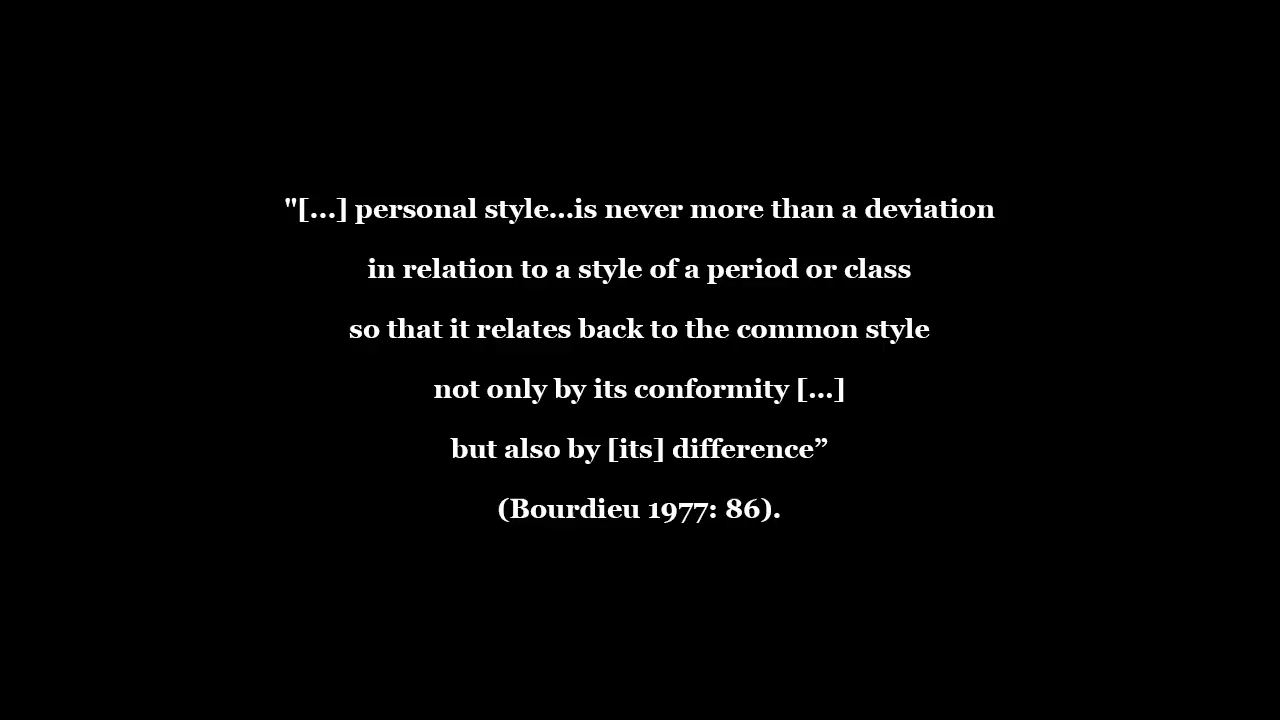 "[...] personal style...is never more than a deviation
in relation to a style of a period or class
so that it relates back to the common style
not only by its conformity [...]
but also by [its] difference”
(Bourdieu 1977: 86).